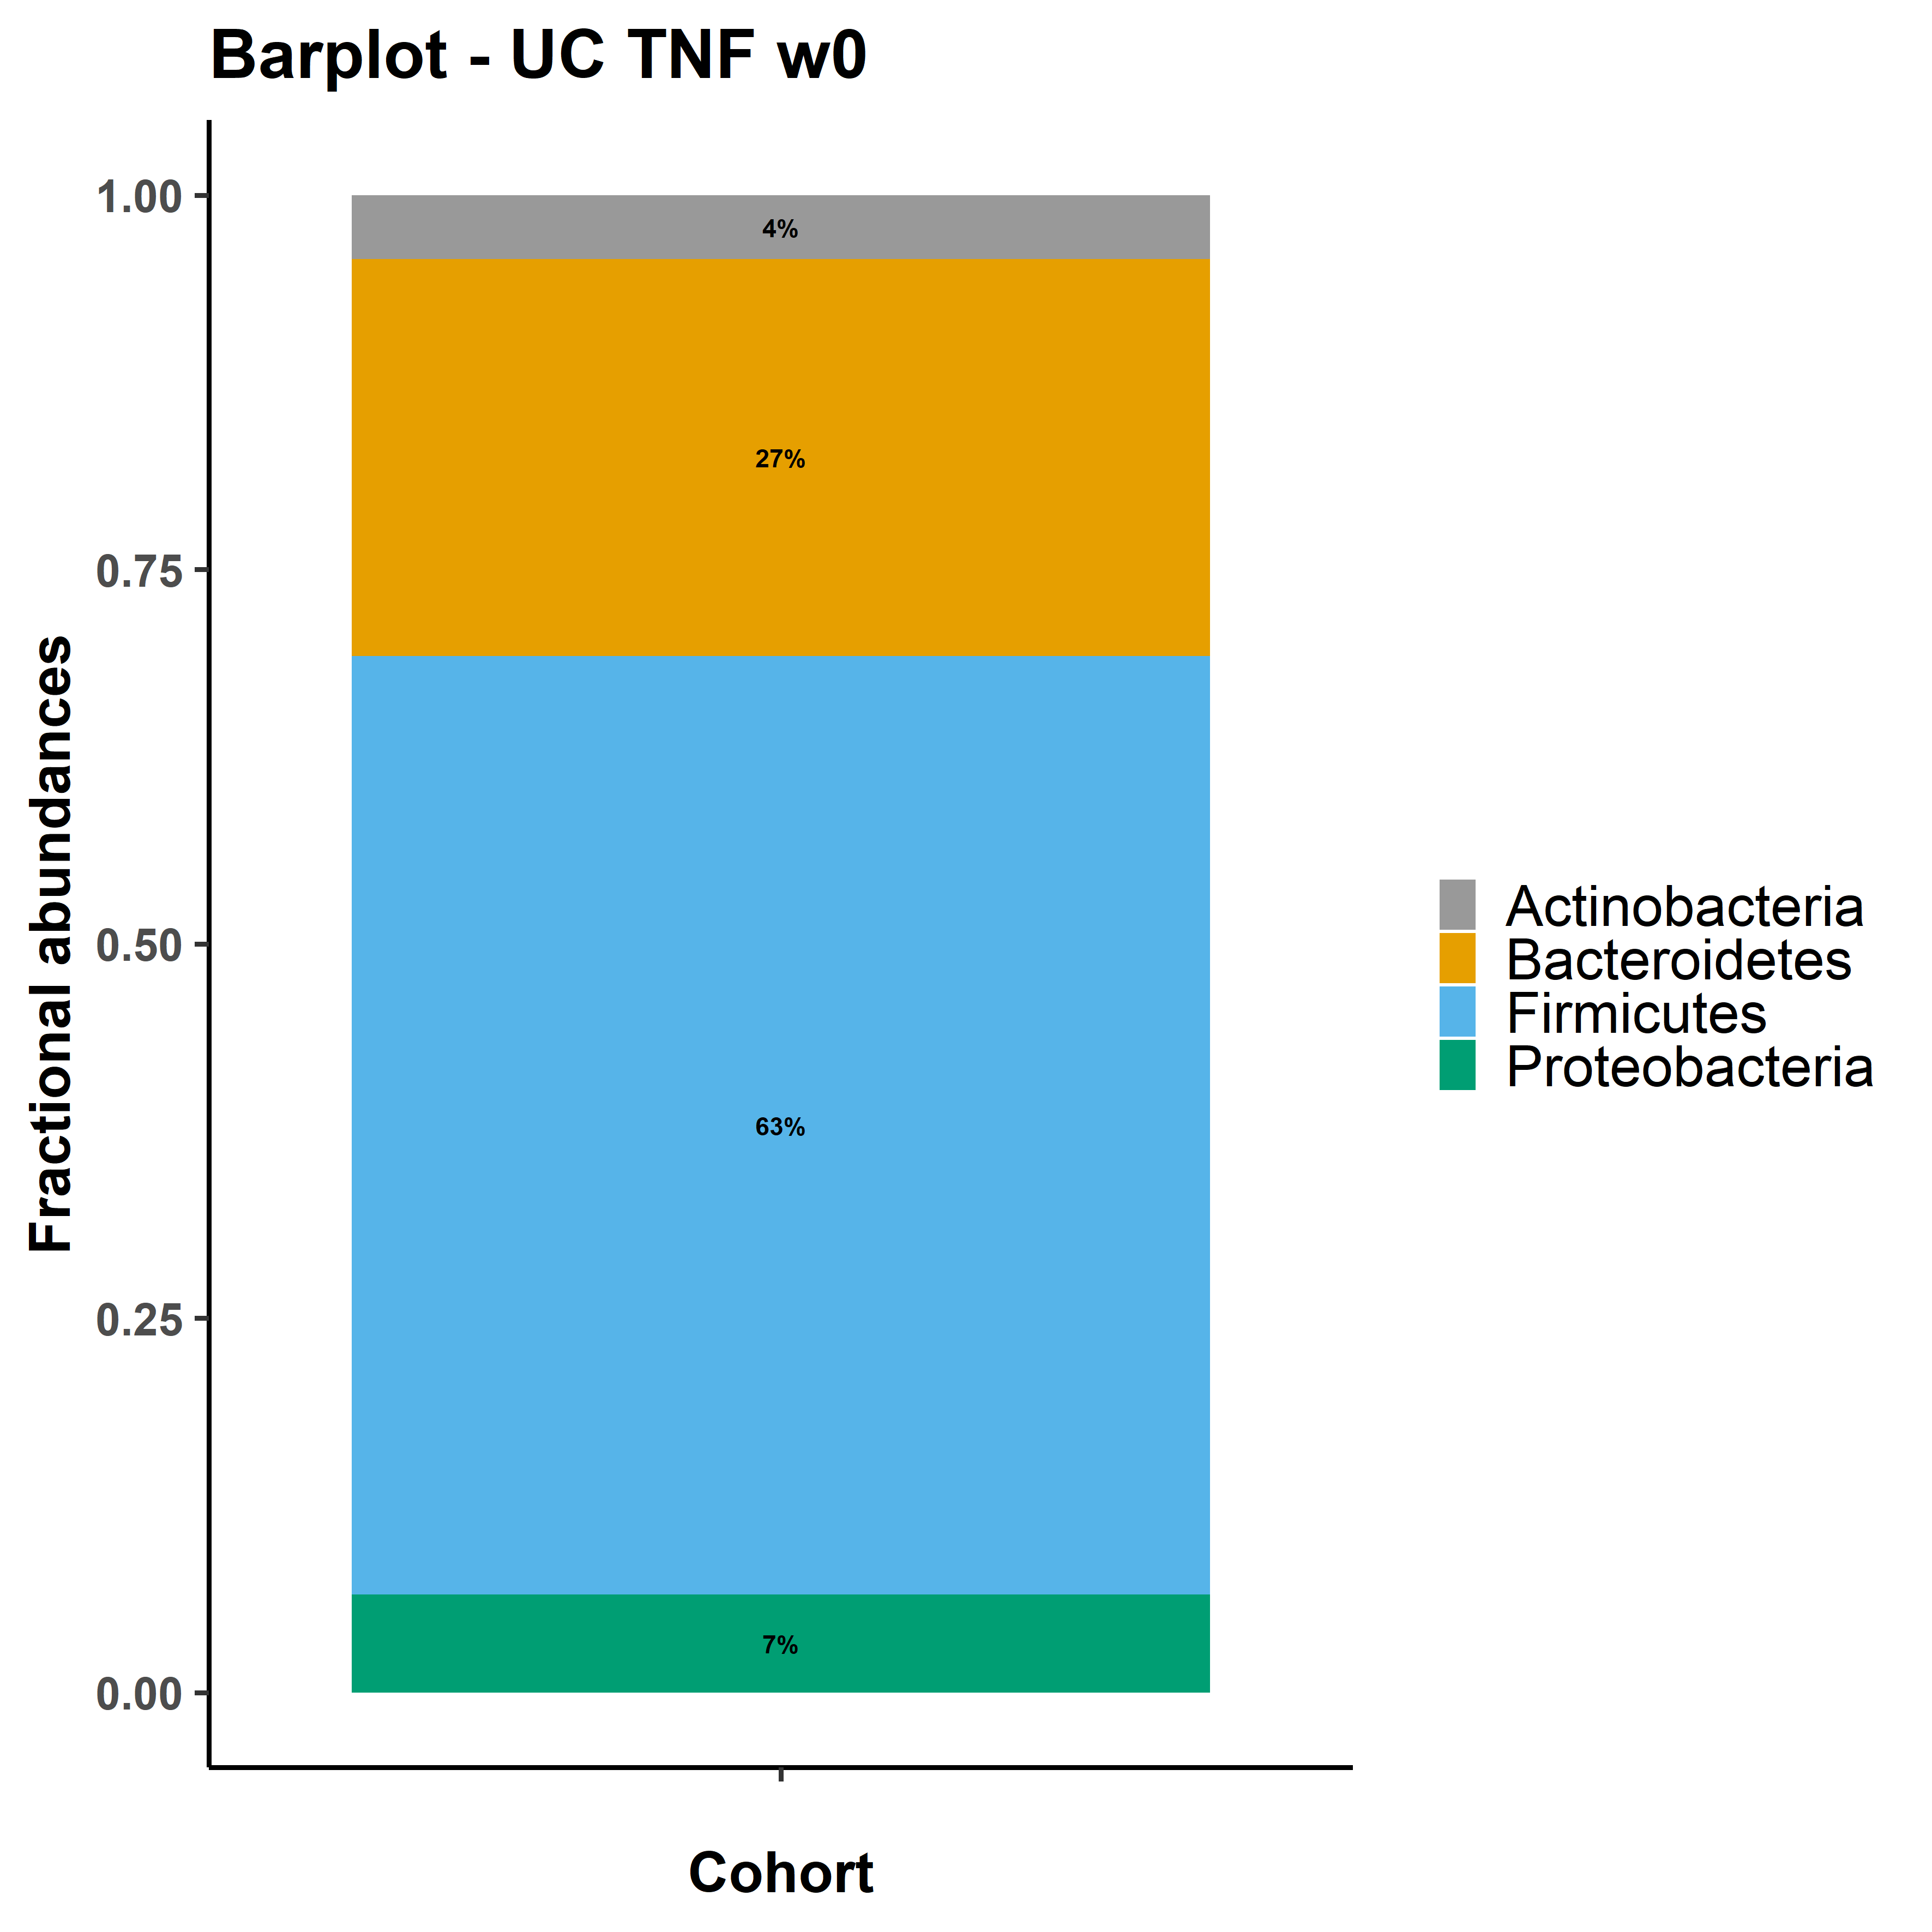 Barplot - UC TNF w0
1.00
0.75
0.50
0.25
0.00
Fractional abundances
4%
27%
63%
7%
Cohort
Actinobacteria
Bacteroidetes
Firmicutes
Proteobacteria